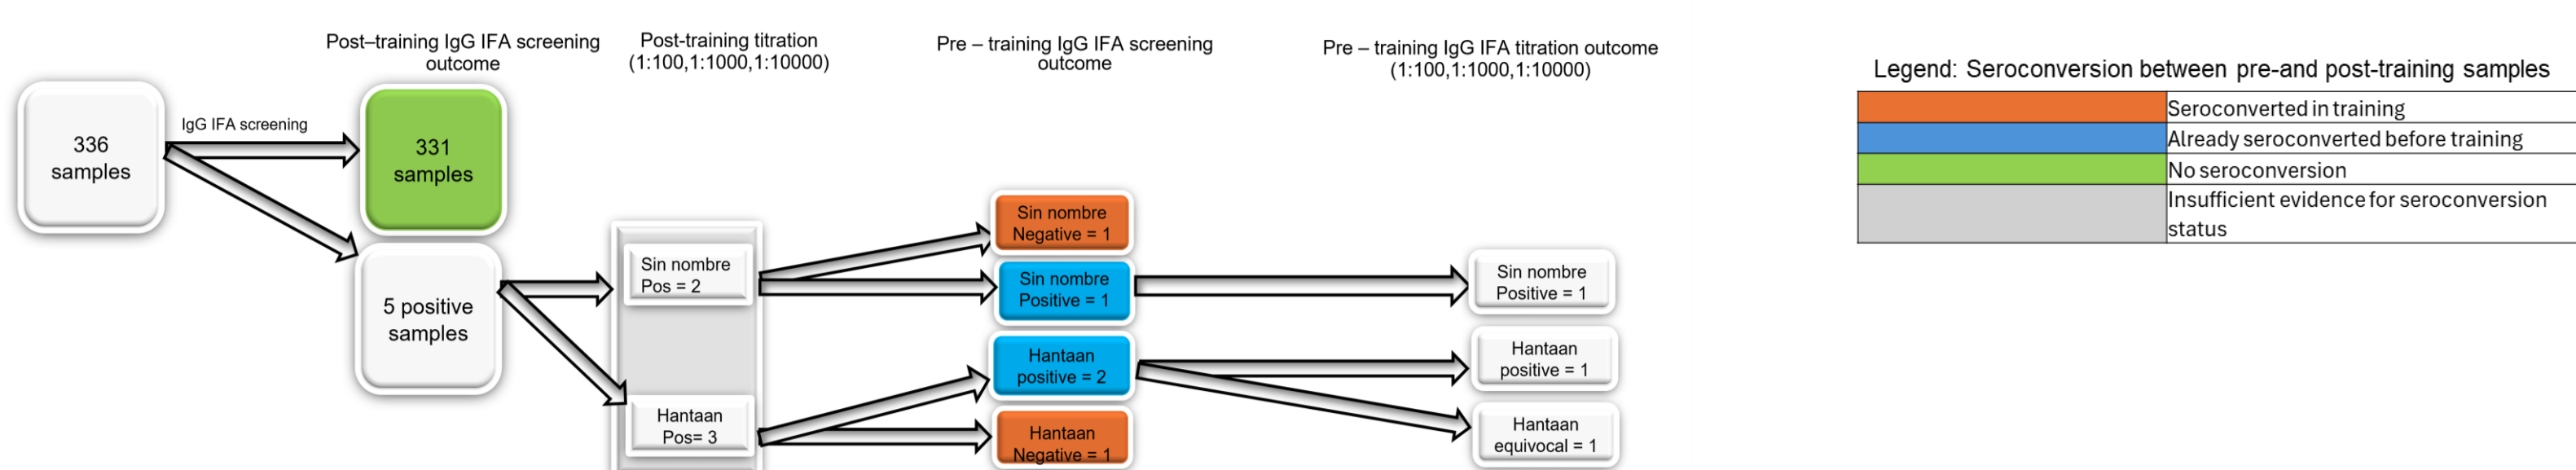 Post–training IgG IFA screening
outcome
Post-training titration
(1:100,1:1000,1:10000)
Pre – training IgG IFA screening
outcome
Pre – training IgG IFA titration outcome
(1:100,1:1000,1:10000)
336
samples
IgG IFA screening
331
samples
5 positive
samples
Sin nombre
Pos = 2
Hantaan
Pos= 3
Sin nombre
Negative = 1
Sin nombre
Positive = 1
Hantaan
positive = 2
Hantaan
Negative = 1
Sin nombre
Positive = 1
Hantaan
positive = 1
Hantaan
equivocal = 1
Legend: Seroconversion between pre-and post-training samples
Seroconverted in training
Already seroconverted before training
No seroconversion
Insufficient evidence for seroconversion
status